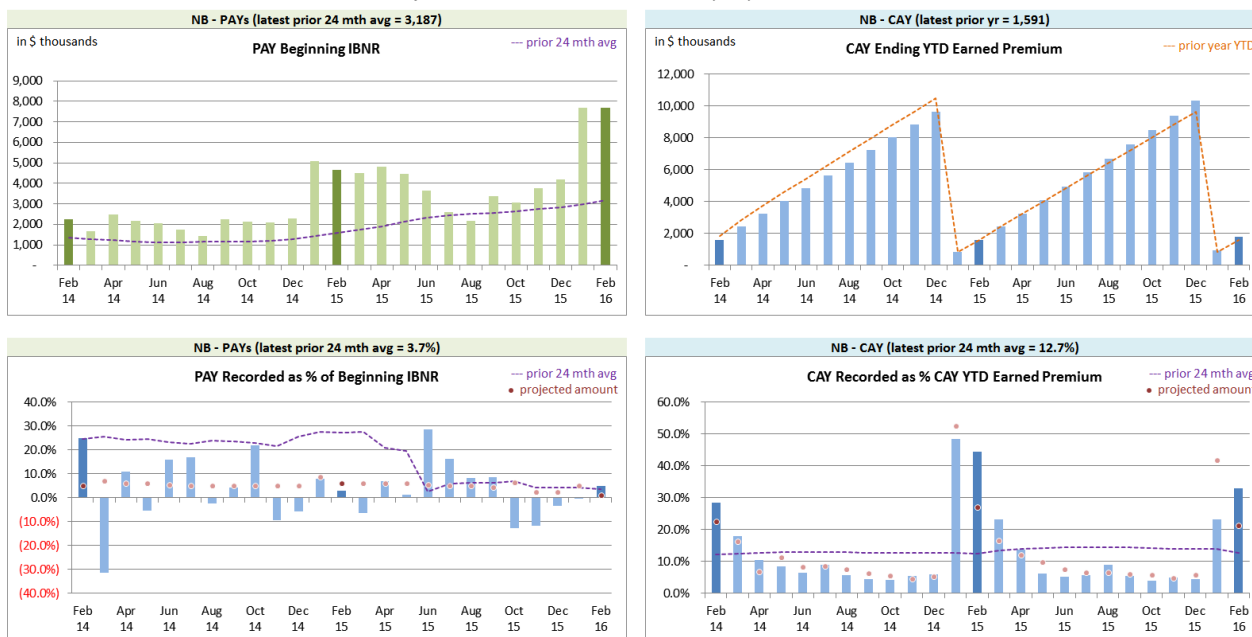 NB - PAYs (latest prior 24 mth avg = 3,187)
in $ thousands
PAY Beginning IBNR
--- prior 24 mth avg
9,000
8,000
7,000
6,000
5,000
4,000
3,000
2,000
1,000
-
Feb Apr Jun Aug Oct Dec Feb Apr Jun Aug Oct Dec Feb
14 14 14 14 14 14 15 15 15 15 15 15 16
NB - CAY (latest prior yr = 1,591)
in $ thousands
CAY Ending YTD Earned Premium
--- prior year YTD
12,000
10,000
8,000
6,000
4,000
2,000
-
Feb Apr Jun Aug Oct Dec Feb Apr Jun Aug Oct Dec Feb
14 14 14 14 14 14 15 15 15 15 15 15 16
NB - PAYs (latest prior 24 mth avg = 3.7%)
PAY Recorded as % of Beginning IBNR
--- prior 24 mth avg
projected amount
40.0%
30.0%
20.0%
10.0%
0.0%
(10.0%)
(20.0%)
(30.0%)
(40.0%)
Feb Apr Jun Aug Oct Dec Feb Apr Jun Aug Oct Dec Feb
14 14 14 14 14 14 15 15 15 15 15 15 16
NB - CAY (latest prior 24 mth avg = 12.7%)
CAY Recorded as % CAY YTD Earned Premium
--- prior 24 mth avg
projected amount
60.0%
50.0%
40.0%
30.0%
20.0%
10.0%
0.0%
Feb Apr Jun Aug Oct Dec Feb Apr Jun Aug Oct Dec Feb
14 14 14 14 14 14 15 15 15 15 15 15 16